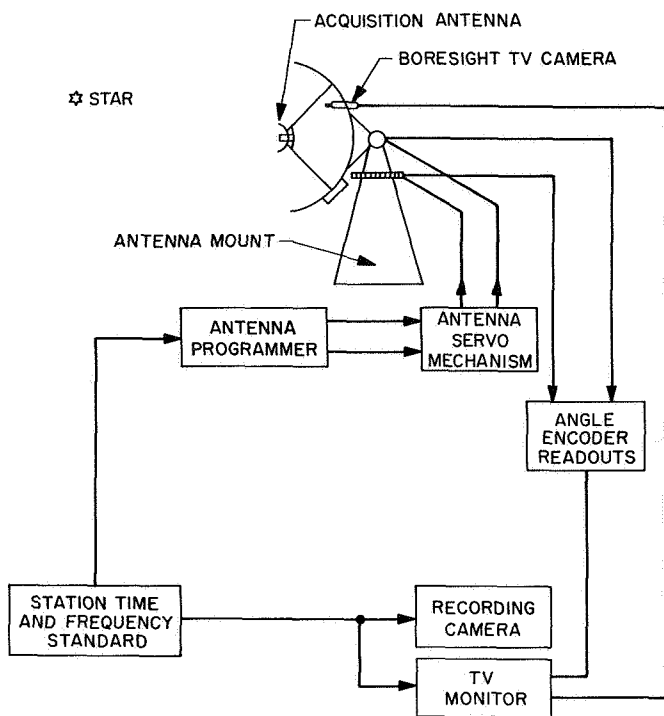 ACQUISITION ANTENNA
BORESIGHT TV CAMERA
STAR
ANTENNA MOUNT
ANTENNA
PROGRAMMER
ANTENNA
SERVO
MECHANISM
ANGLE
ENCODER
READOUTS
STATION TIME
AND FREQUENCY
STANDARD
RECORDING
CAMERA
TV
MONITOR